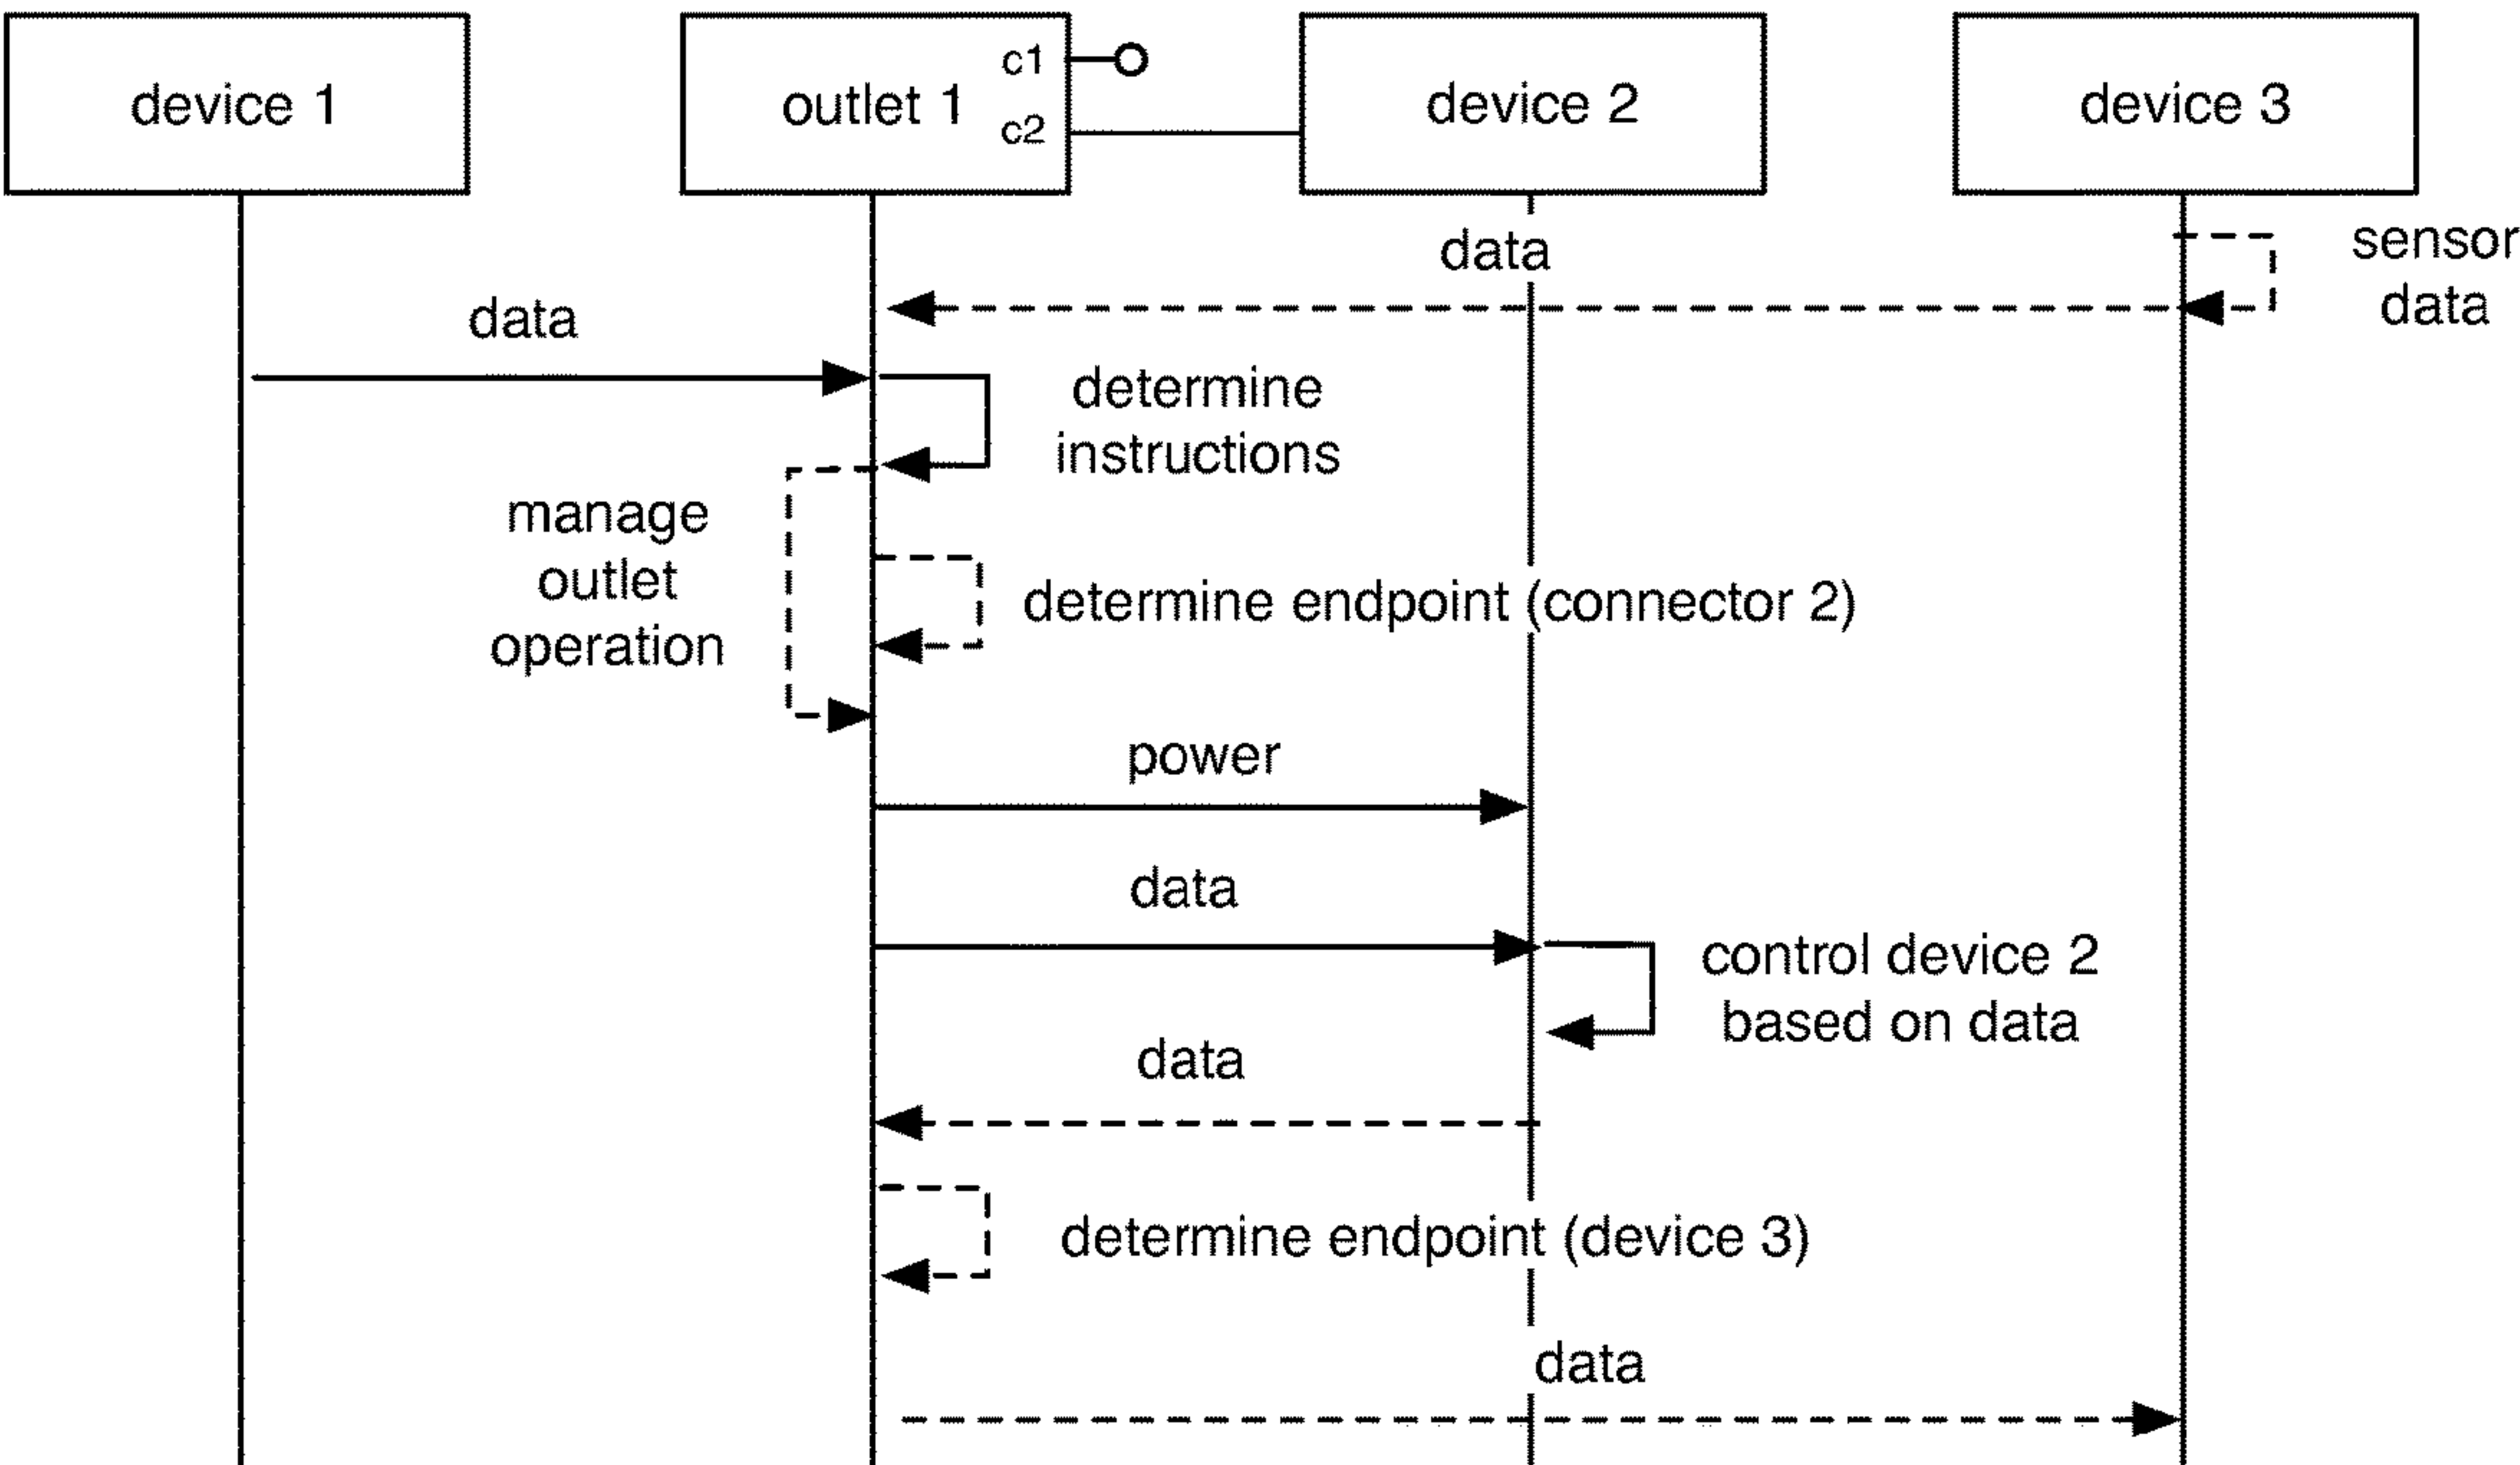 device 1
outlet 1
c1
c2
device 2
device 3
data
sensor
data
data
determine
instructions
manage
outlet
operation
determine endpoint (connector 2)
power
data
control device 2
based on data
data
determine endpoint (device 3)
data